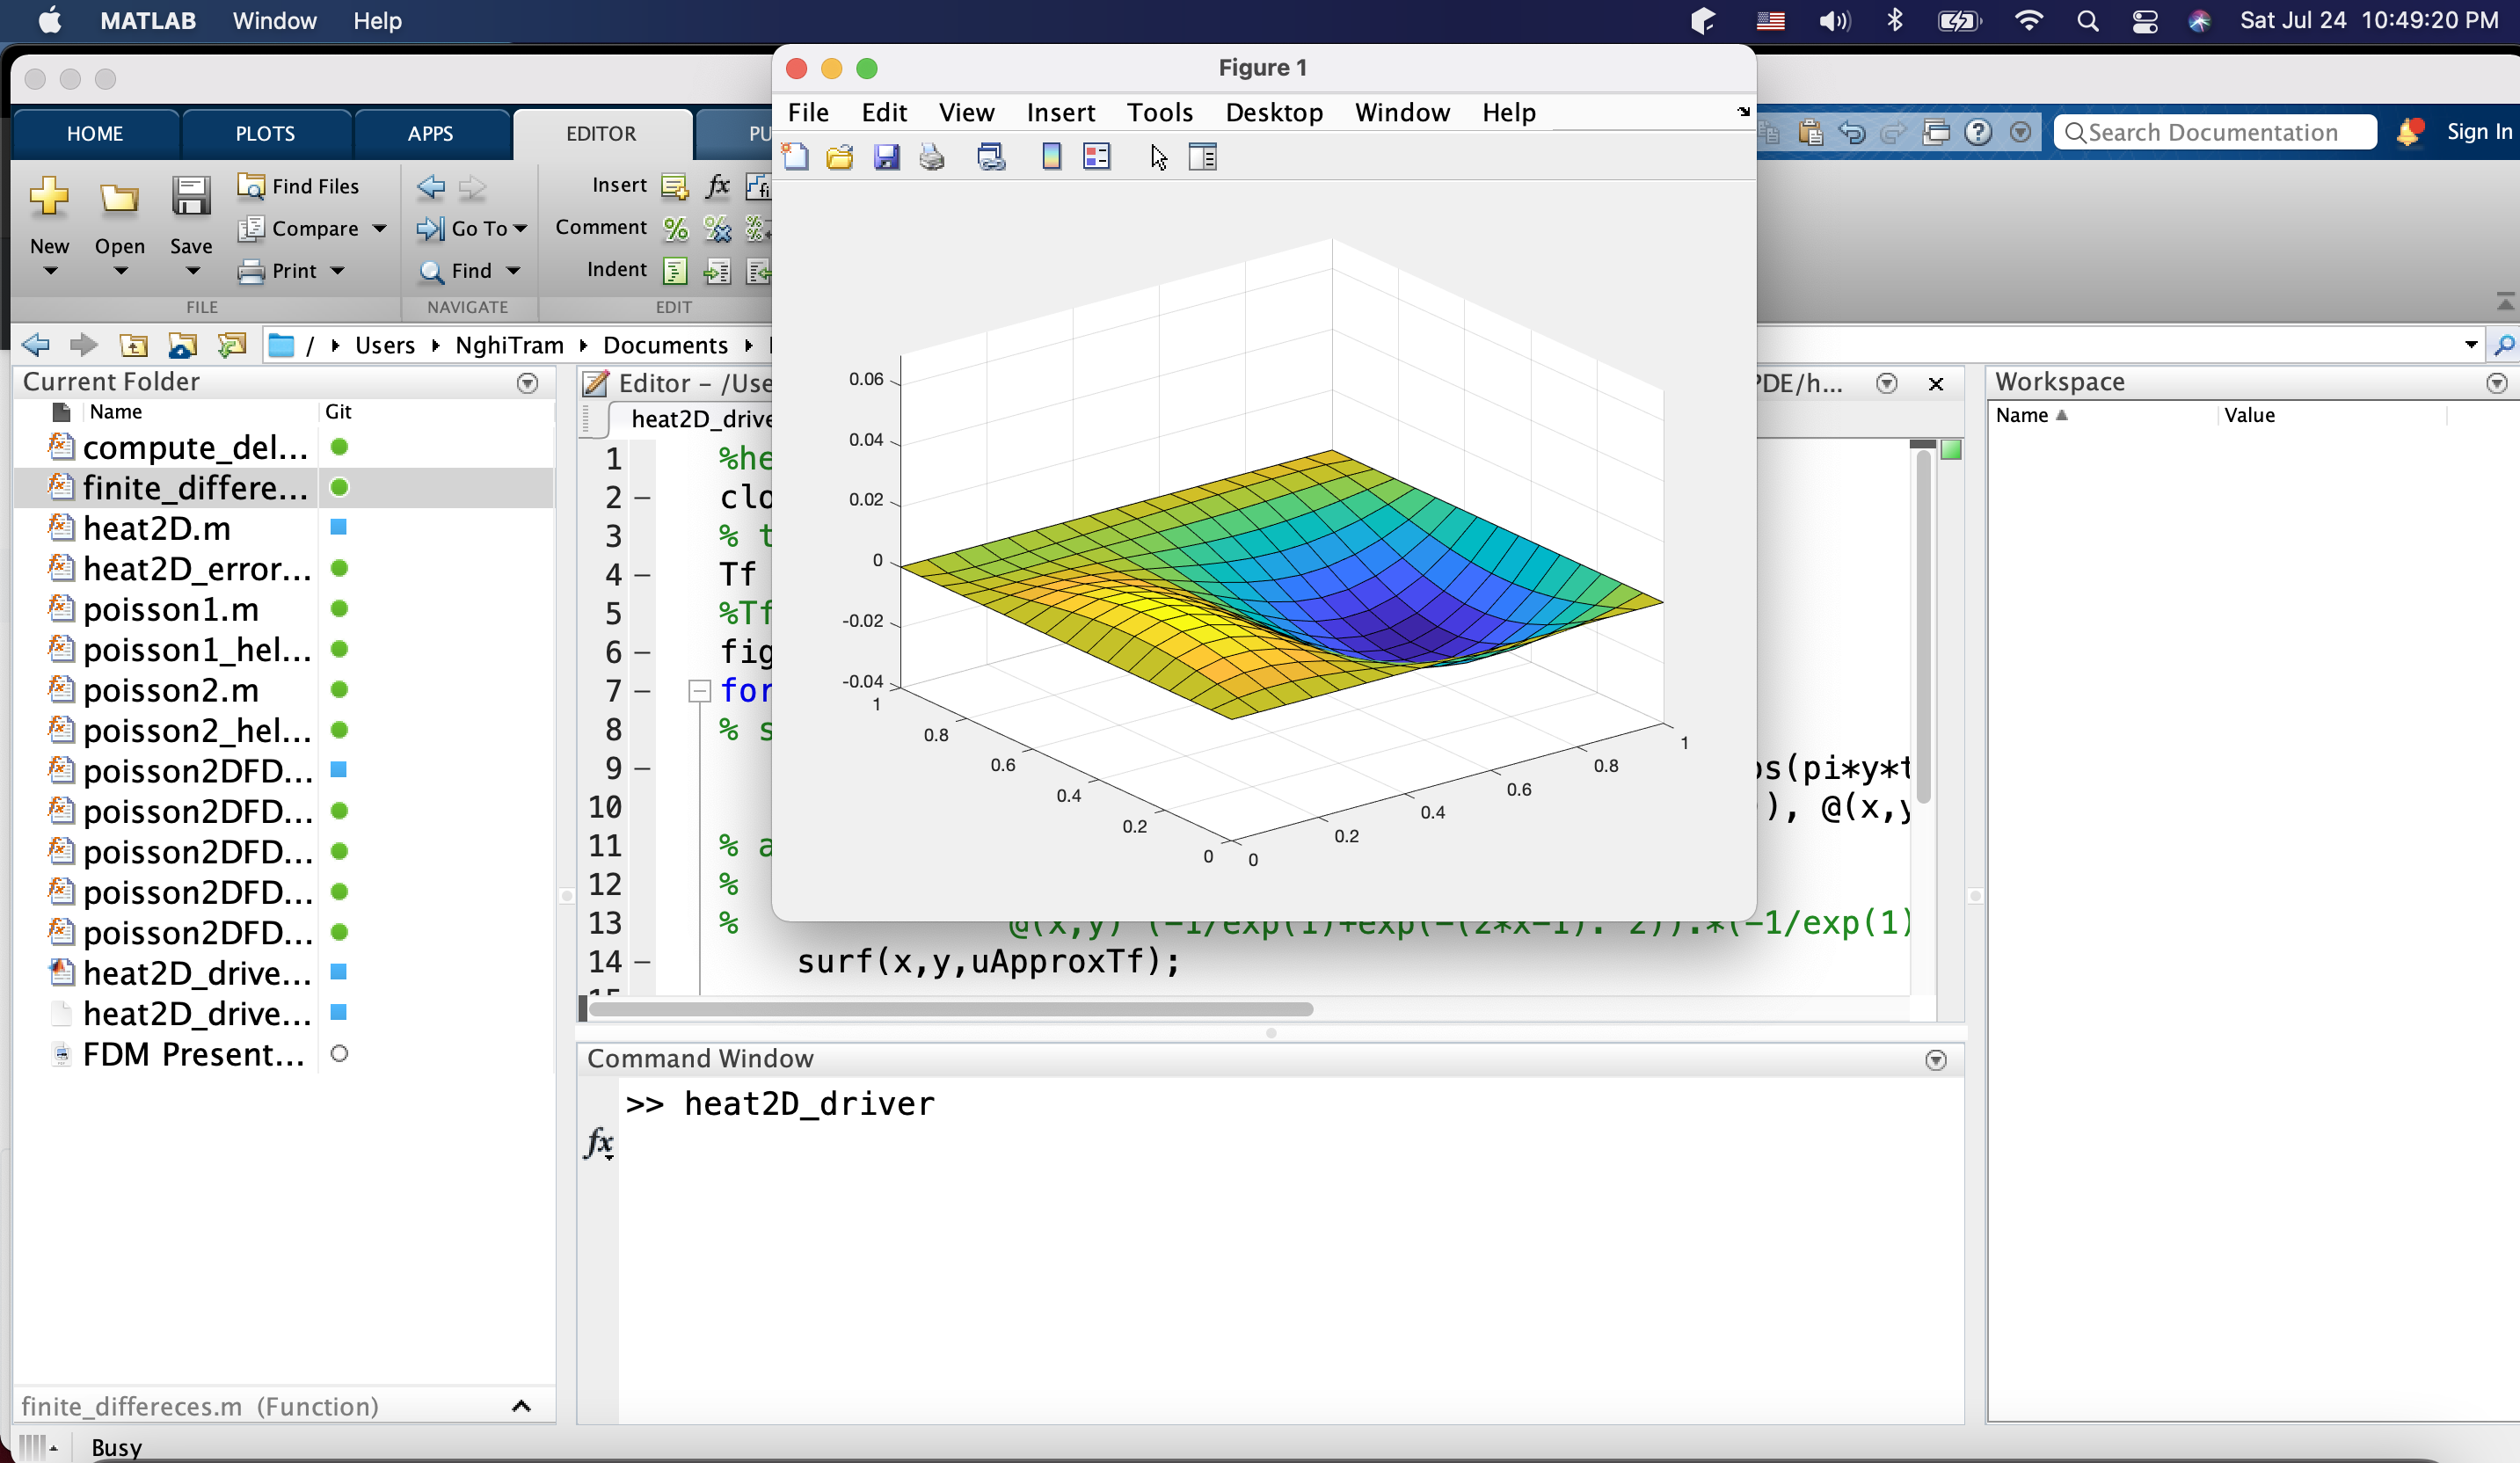 MATLAB Window Help Sat Jul 24 10:49:20 PM
Figure 1
File Edit View Insert Tools Desktop Window Help
HOME PLOTS APPS EDITOR PU
Search Documentation Sign In
Find Files Insert
New Open Save Compare Go To Comment
Print Find Indent
FILE NAVIGATE EDIT
/ Users NghiTram Documents
Current Folder
Name Git
compute_del...
finite_differe...
heat2D.m
heat2D_error...
poisson1.m
poisson1_hel...
poisson2.m
poisson2_hel...
poisson2DFD...
poisson2DFD...
poisson2DFD...
poisson2DFD...
poisson2DFD...
heat2D_drive...
heat2D_drive...
FDM Present...
finite_differeces.m (Function)
Busy
Editor – /Use
PDE/h...
heat2D_drive
1 %he
2 – clo
3 % t
4 – Tf
5 %Tf
6 – fig
7 – for
8 % s
9 – os(pi*y*t
10 ), @(x,y
11 % a
12 %
13 % @(x,y) (-1/exp(1)+exp(-(2*x-1).^2)).*(-1/exp(1)
14 – surf(x,y,uApproxTf);
15
0.06
0.04
0.02
0
-0.02
-0.04
1
0.8
0.6
0.4
0.2
0
0
0.2
0.4
0.6
0.8
1
Command Window
>> heat2D_driver
fx
Workspace
Name Value